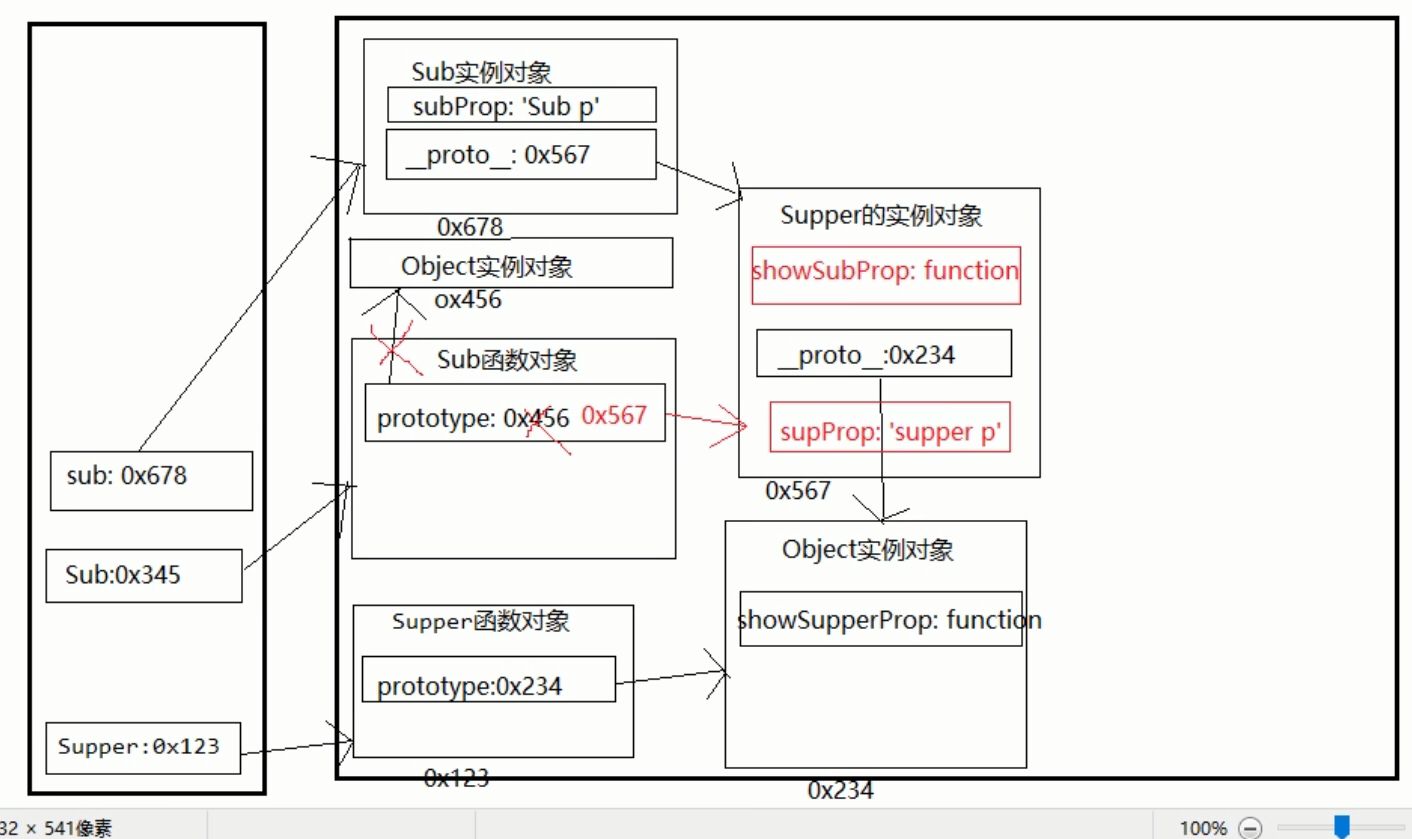 Sub实例对象
subProp: 'Sub p'
__proto__: 0x567
0x678
Object实例对象
ox456
Sub函数对象
prototype: 0x456 0x567
Supper的实例对象
showSubProp: function
__proto__:0x234
supProp: 'supper p'
0x567
sub: 0x678
Sub:0x345
Supper:0x123
Supper函数对象
prototype:0x234
0x123
Object实例对象
showSupperProp: function
0x234
32 × 541像素
100%